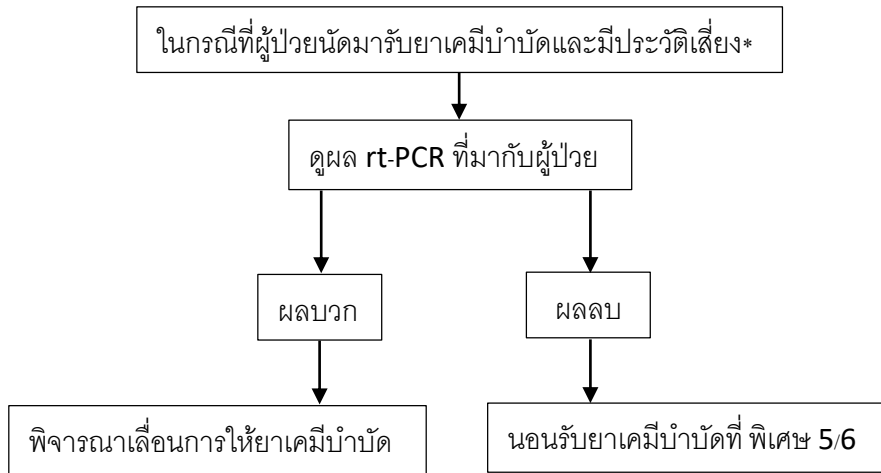 ในกรณีที่ผู้ป่วยนัดมารับยาเคมีบำบัดและมีประวัติเสี่ยง*
ดูผล rt-PCR ที่มากับผู้ป่วย
ผลบวก
ผลลบ
พิจารณาเลื่อนการให้ยาเคมีบำบัด
นอนรับยาเคมีบำบัดที่ พิเศษ 5/6